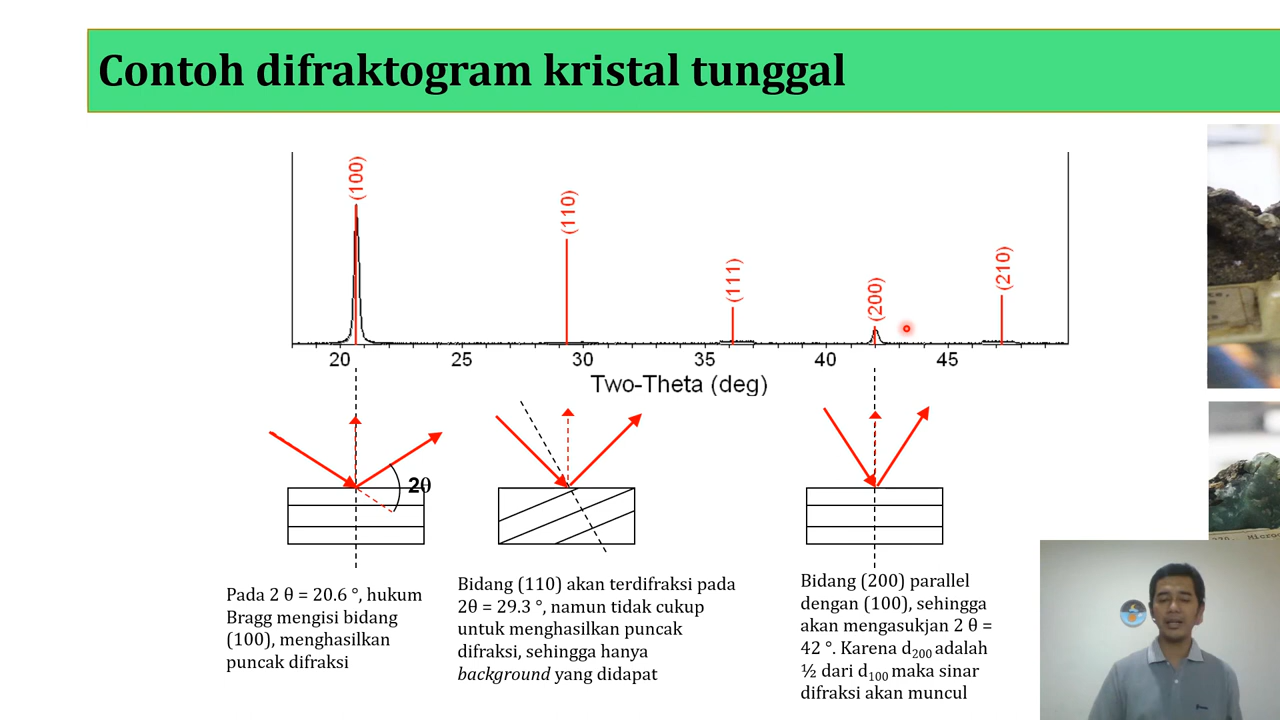 Contoh difraktogram kristal tunggal
(100)
(110)
(111)
(200)
(210)
20 25 30 35 40 45
Two-Theta (deg)
2θ
Pada 2 θ = 20.6 °, hukum
Bragg mengisi bidang
(100), menghasilkan
puncak difraksi
Bidang (110) akan terdifraksi pada
2θ = 29.3 °, namun tidak cukup
untuk menghasilkan puncak
difraksi, sehingga hanya
background yang didapat
Bidang (200) parallel
dengan (100), sehingga
akan mengasukjan 2 θ =
42 °. Karena d₂₀₀ adalah
½ dari d₁₀₀ maka sinar
difraksi akan muncul